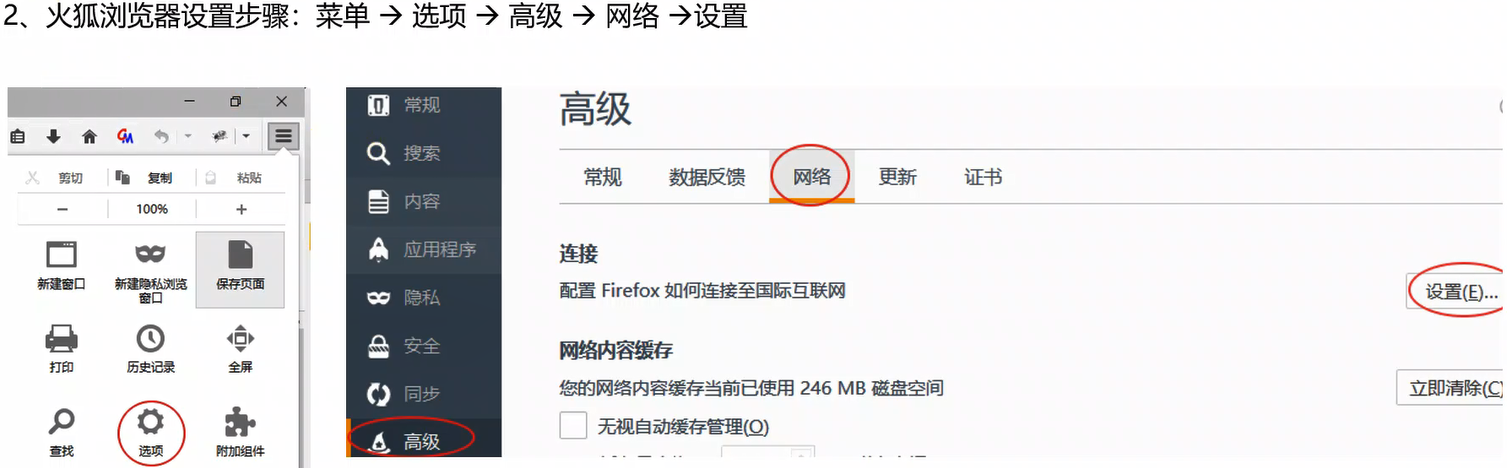 2、火狐浏览器设置步骤：菜单 → 选项 → 高级 → 网络 →设置
剪切 复制 粘贴
− 100% +
新建窗口 新建隐私浏览窗口 保存页面
打印 历史记录 全屏
查找 选项 附加组件
常规
搜索
内容
应用程序
隐私
安全
同步
高级
高级
常规 数据反馈 网络 更新 证书
连接
配置 Firefox 如何连接至国际互联网
设置(E)...
网络内容缓存
您的网络内容缓存当前已使用 246 MB 磁盘空间
立即清除(C)
无视自动缓存管理(O)